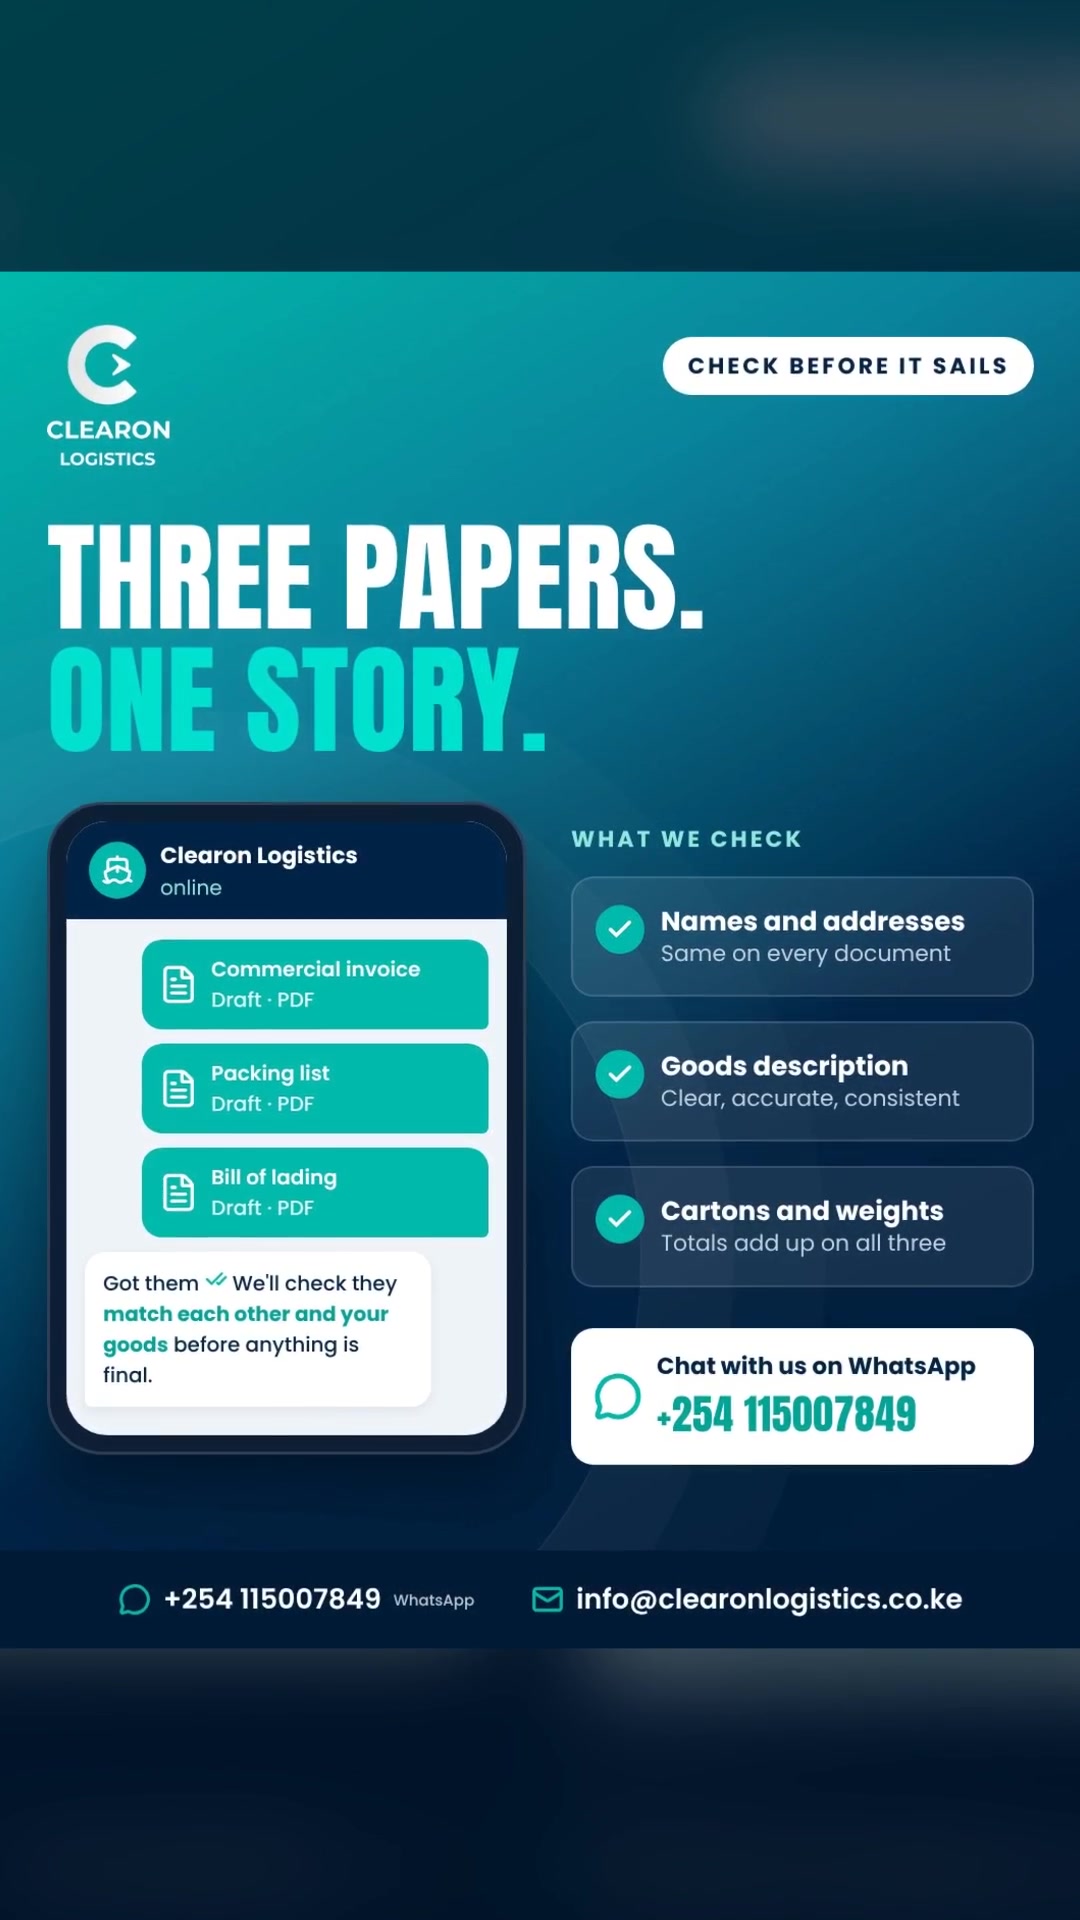 CLEARON
LOGISTICS
CHECK BEFORE IT SAILS
THREE PAPERS.
ONE STORY.
Clearon Logistics
online
Commercial invoice
Draft · PDF
Packing list
Draft · PDF
Bill of lading
Draft · PDF
Got them We'll check they
match each other and your
goods before anything is
final.
WHAT WE CHECK
Names and addresses
Same on every document
Goods description
Clear, accurate, consistent
Cartons and weights
Totals add up on all three
Chat with us on WhatsApp
+254 115007849
+254 115007849 WhatsApp
info@clearonlogistics.co.ke